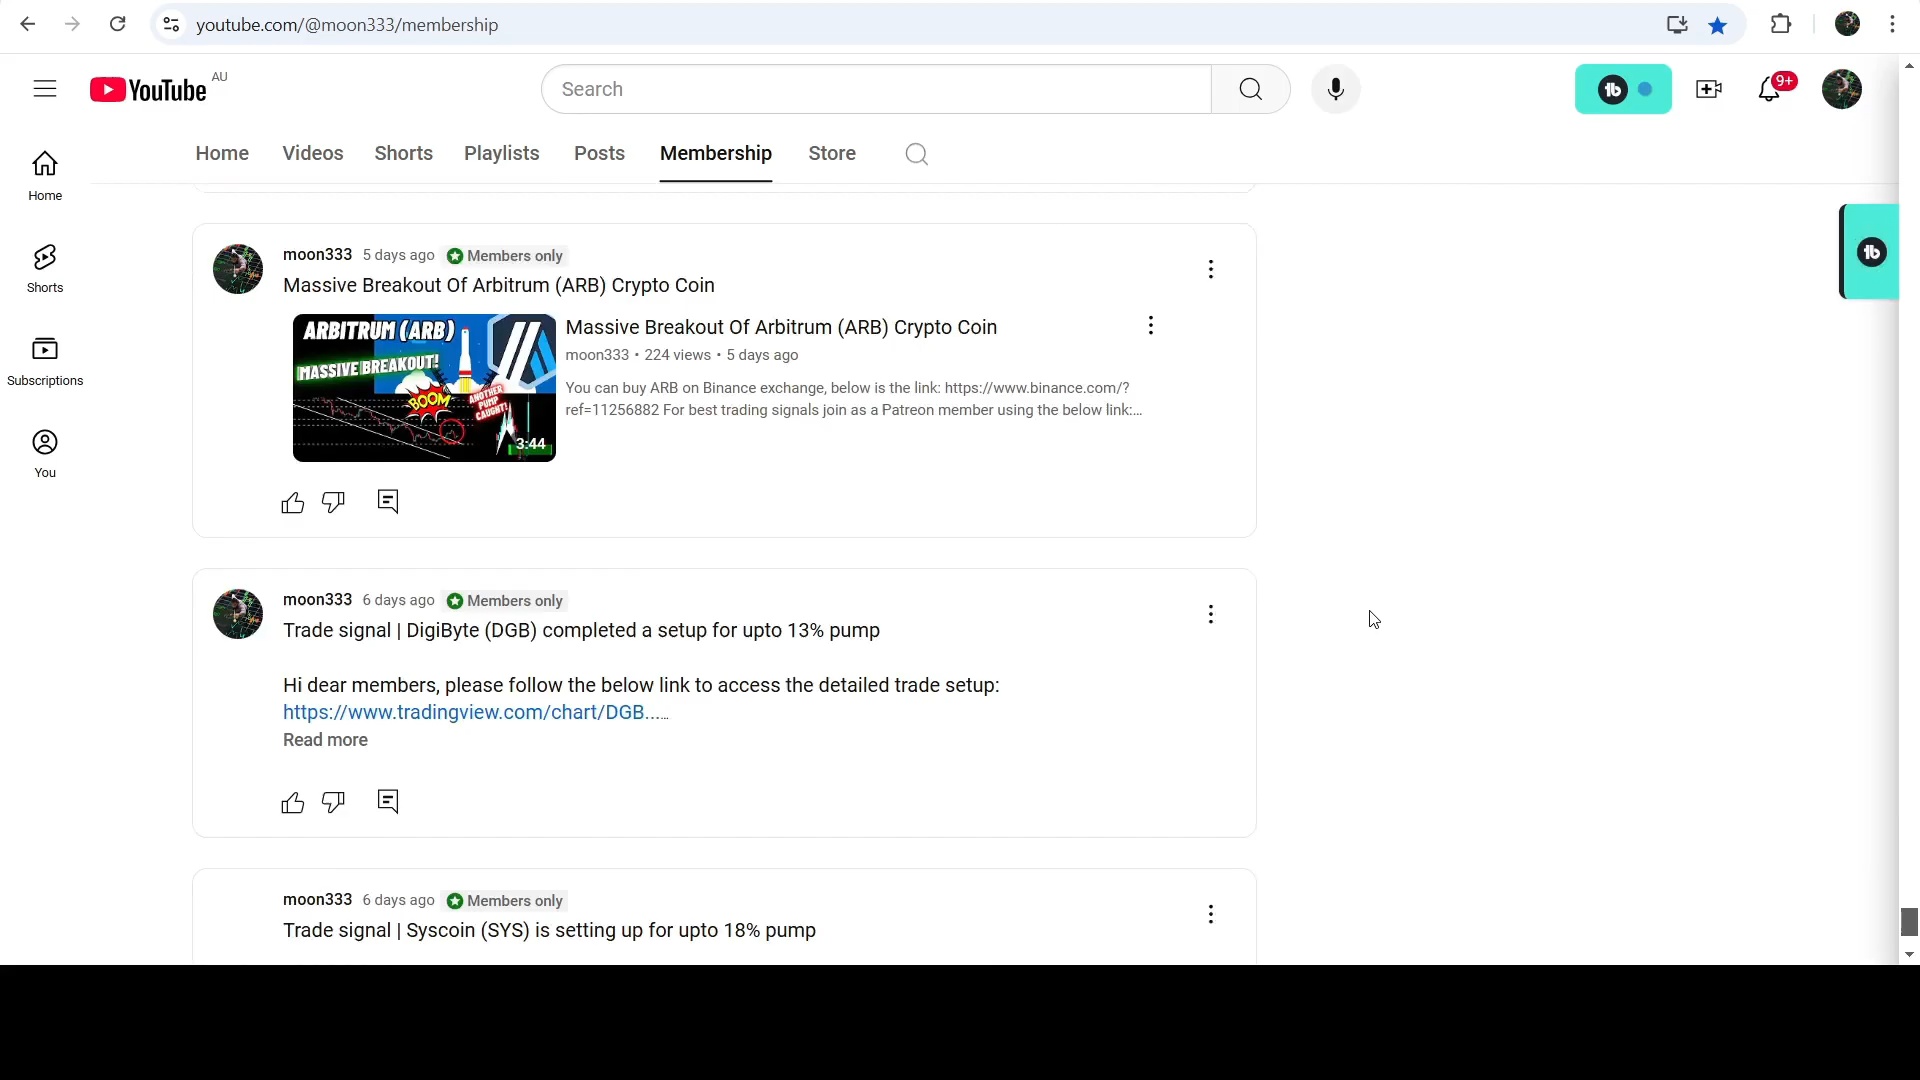 youtube.com/@moon333/membership
YouTube AU
Search
9+
Home Videos Shorts Playlists Posts Membership Store
Home
Shorts
Subscriptions
You
moon333 5 days ago Members only
Massive Breakout Of Arbitrum (ARB) Crypto Coin
ARBITRUM (ARB)
MASSIVE BREAKOUT!
BOOM
ANOTHER
PUMP
CAUGHT!
3:44
Massive Breakout Of Arbitrum (ARB) Crypto Coin
moon333 • 224 views • 5 days ago
You can buy ARB on Binance exchange, below is the link: https://www.binance.com/?
ref=11256882 For best trading signals join as a Patreon member using the below link:...
moon333 6 days ago Members only
Trade signal | DigiByte (DGB) completed a setup for upto 13% pump
Hi dear members, please follow the below link to access the detailed trade setup:
https://www.tradingview.com/chart/DGB......
Read more
moon333 6 days ago Members only
Trade signal | Syscoin (SYS) is setting up for upto 18% pump